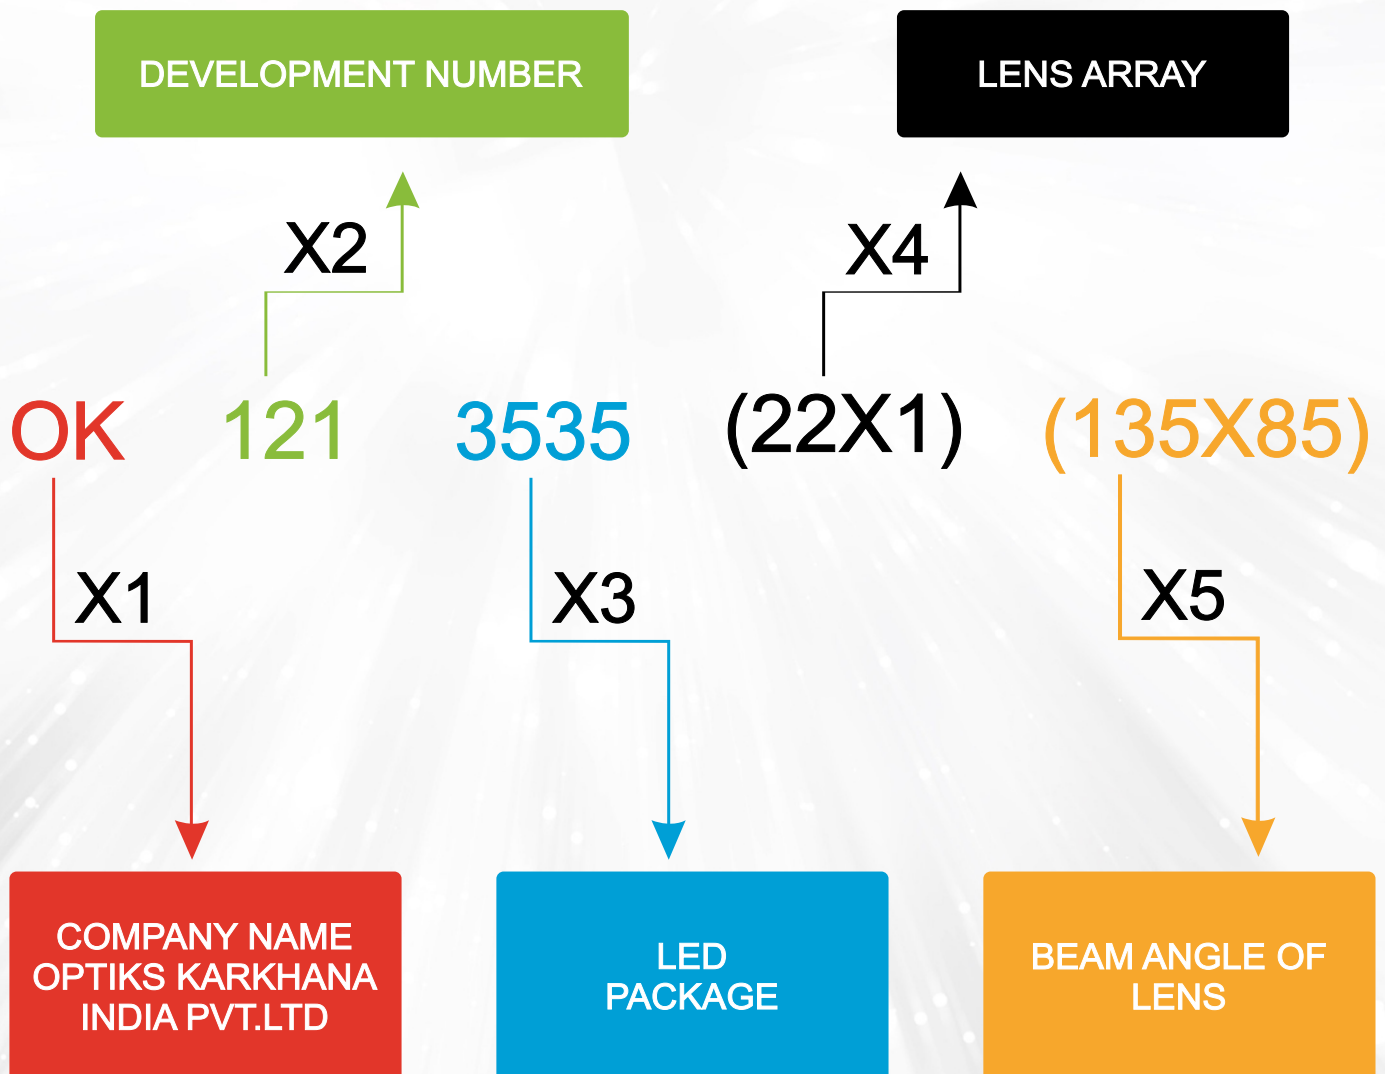 DEVELOPMENT NUMBER
LENS ARRAY
X2
X4
OK 121 3535 (22X1) (135X85)
X1
X3
X5
COMPANY NAME
OPTIKS KARKHANA
INDIA PVT.LTD
LED
PACKAGE
BEAM ANGLE OF
LENS